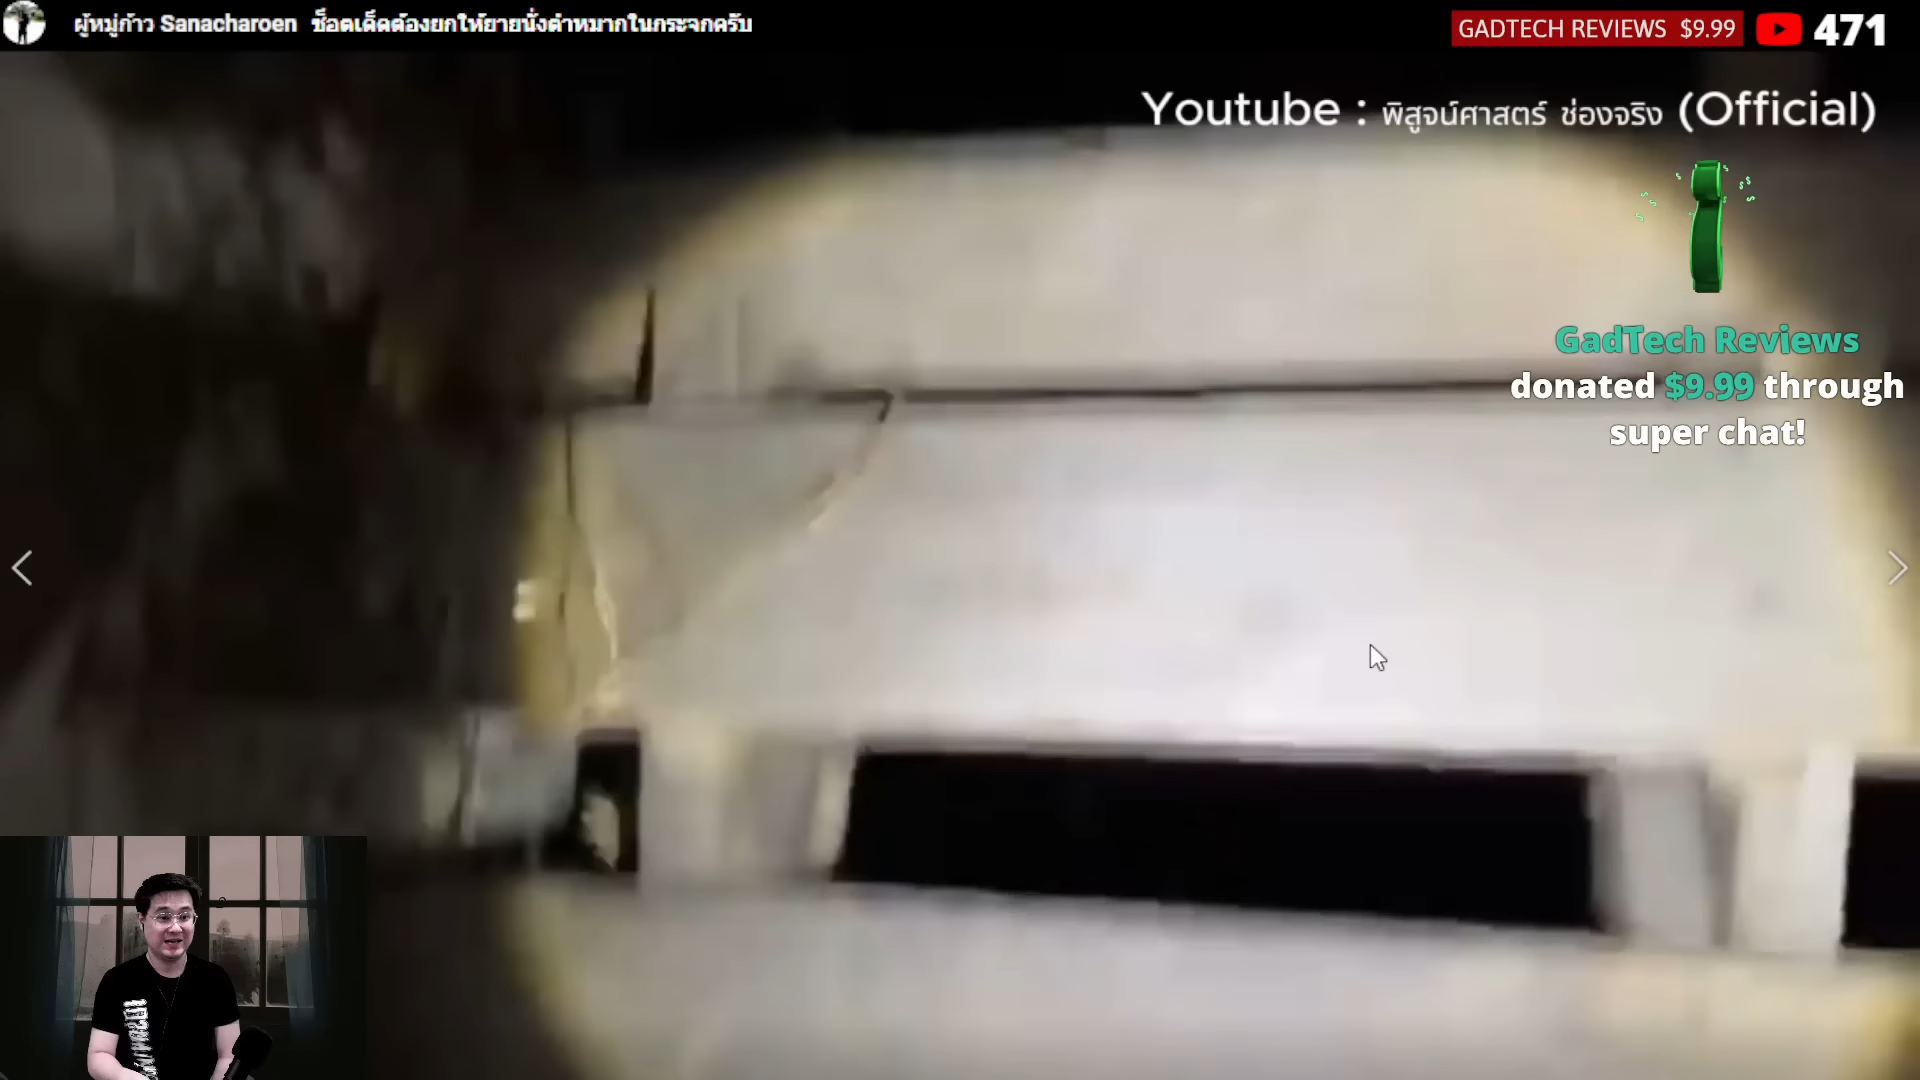 ผู้หมู่ก้าว Sanacharoen ช็อตเด็ดต้องยกให้ยายนั่งตำหมากในกระจกครับ
GADTECH REVIEWS $9.99
471
Youtube : พิสูจน์ศาสตร์ ช่องจริง (Official)
GadTech Reviews
donated $9.99 through
super chat!